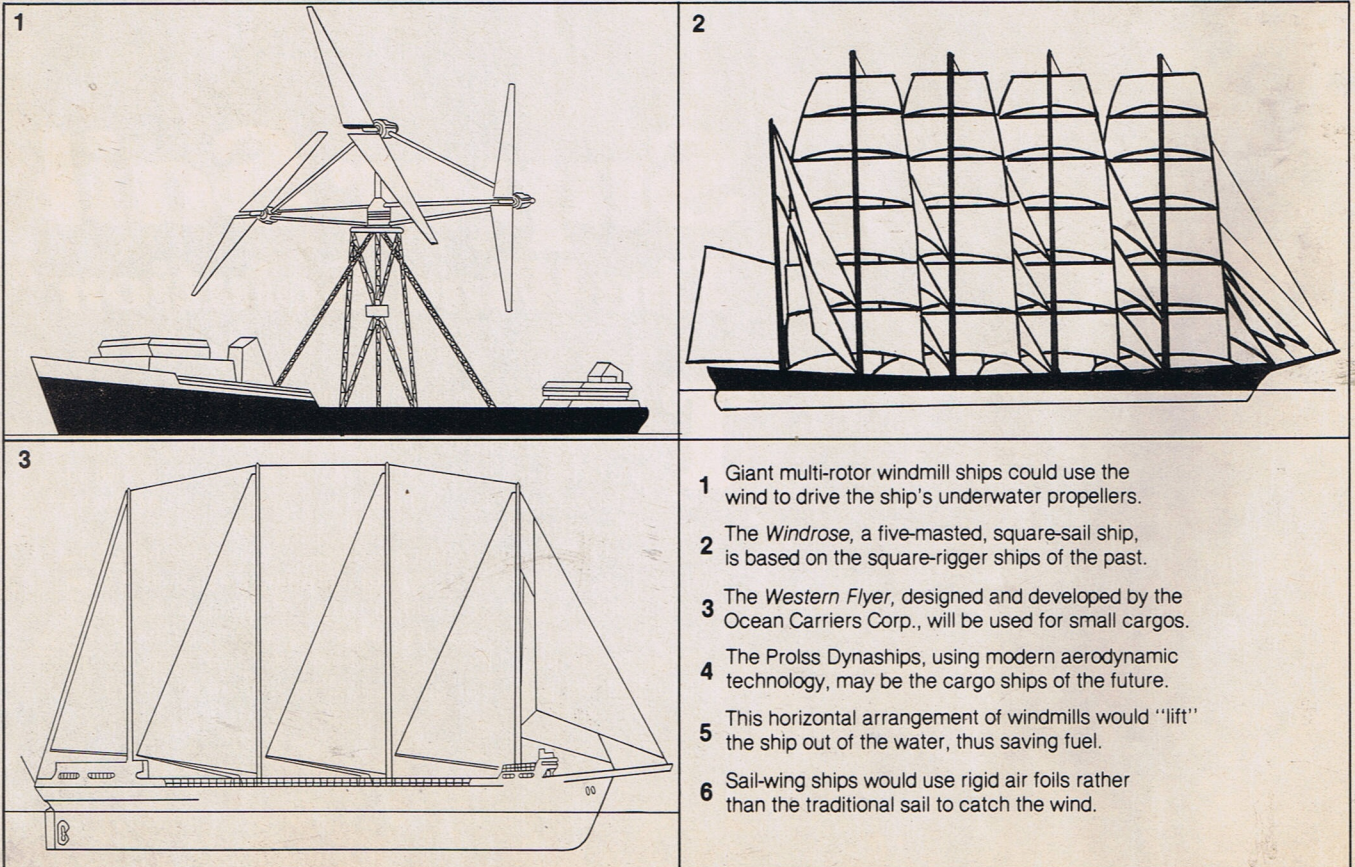 1
2
3
1 Giant multi-rotor windmill ships could use the
wind to drive the ship's underwater propellers.
2 The Windrose, a five-masted, square-sail ship,
is based on the square-rigger ships of the past.
3 The Western Flyer, designed and developed by the
Ocean Carriers Corp., will be used for small cargos.
4 The Prolss Dynaships, using modern aerodynamic
technology, may be the cargo ships of the future.
5 This horizontal arrangement of windmills would "lift"
the ship out of the water, thus saving fuel.
6 Sail-wing ships would use rigid air foils rather
than the traditional sail to catch the wind.